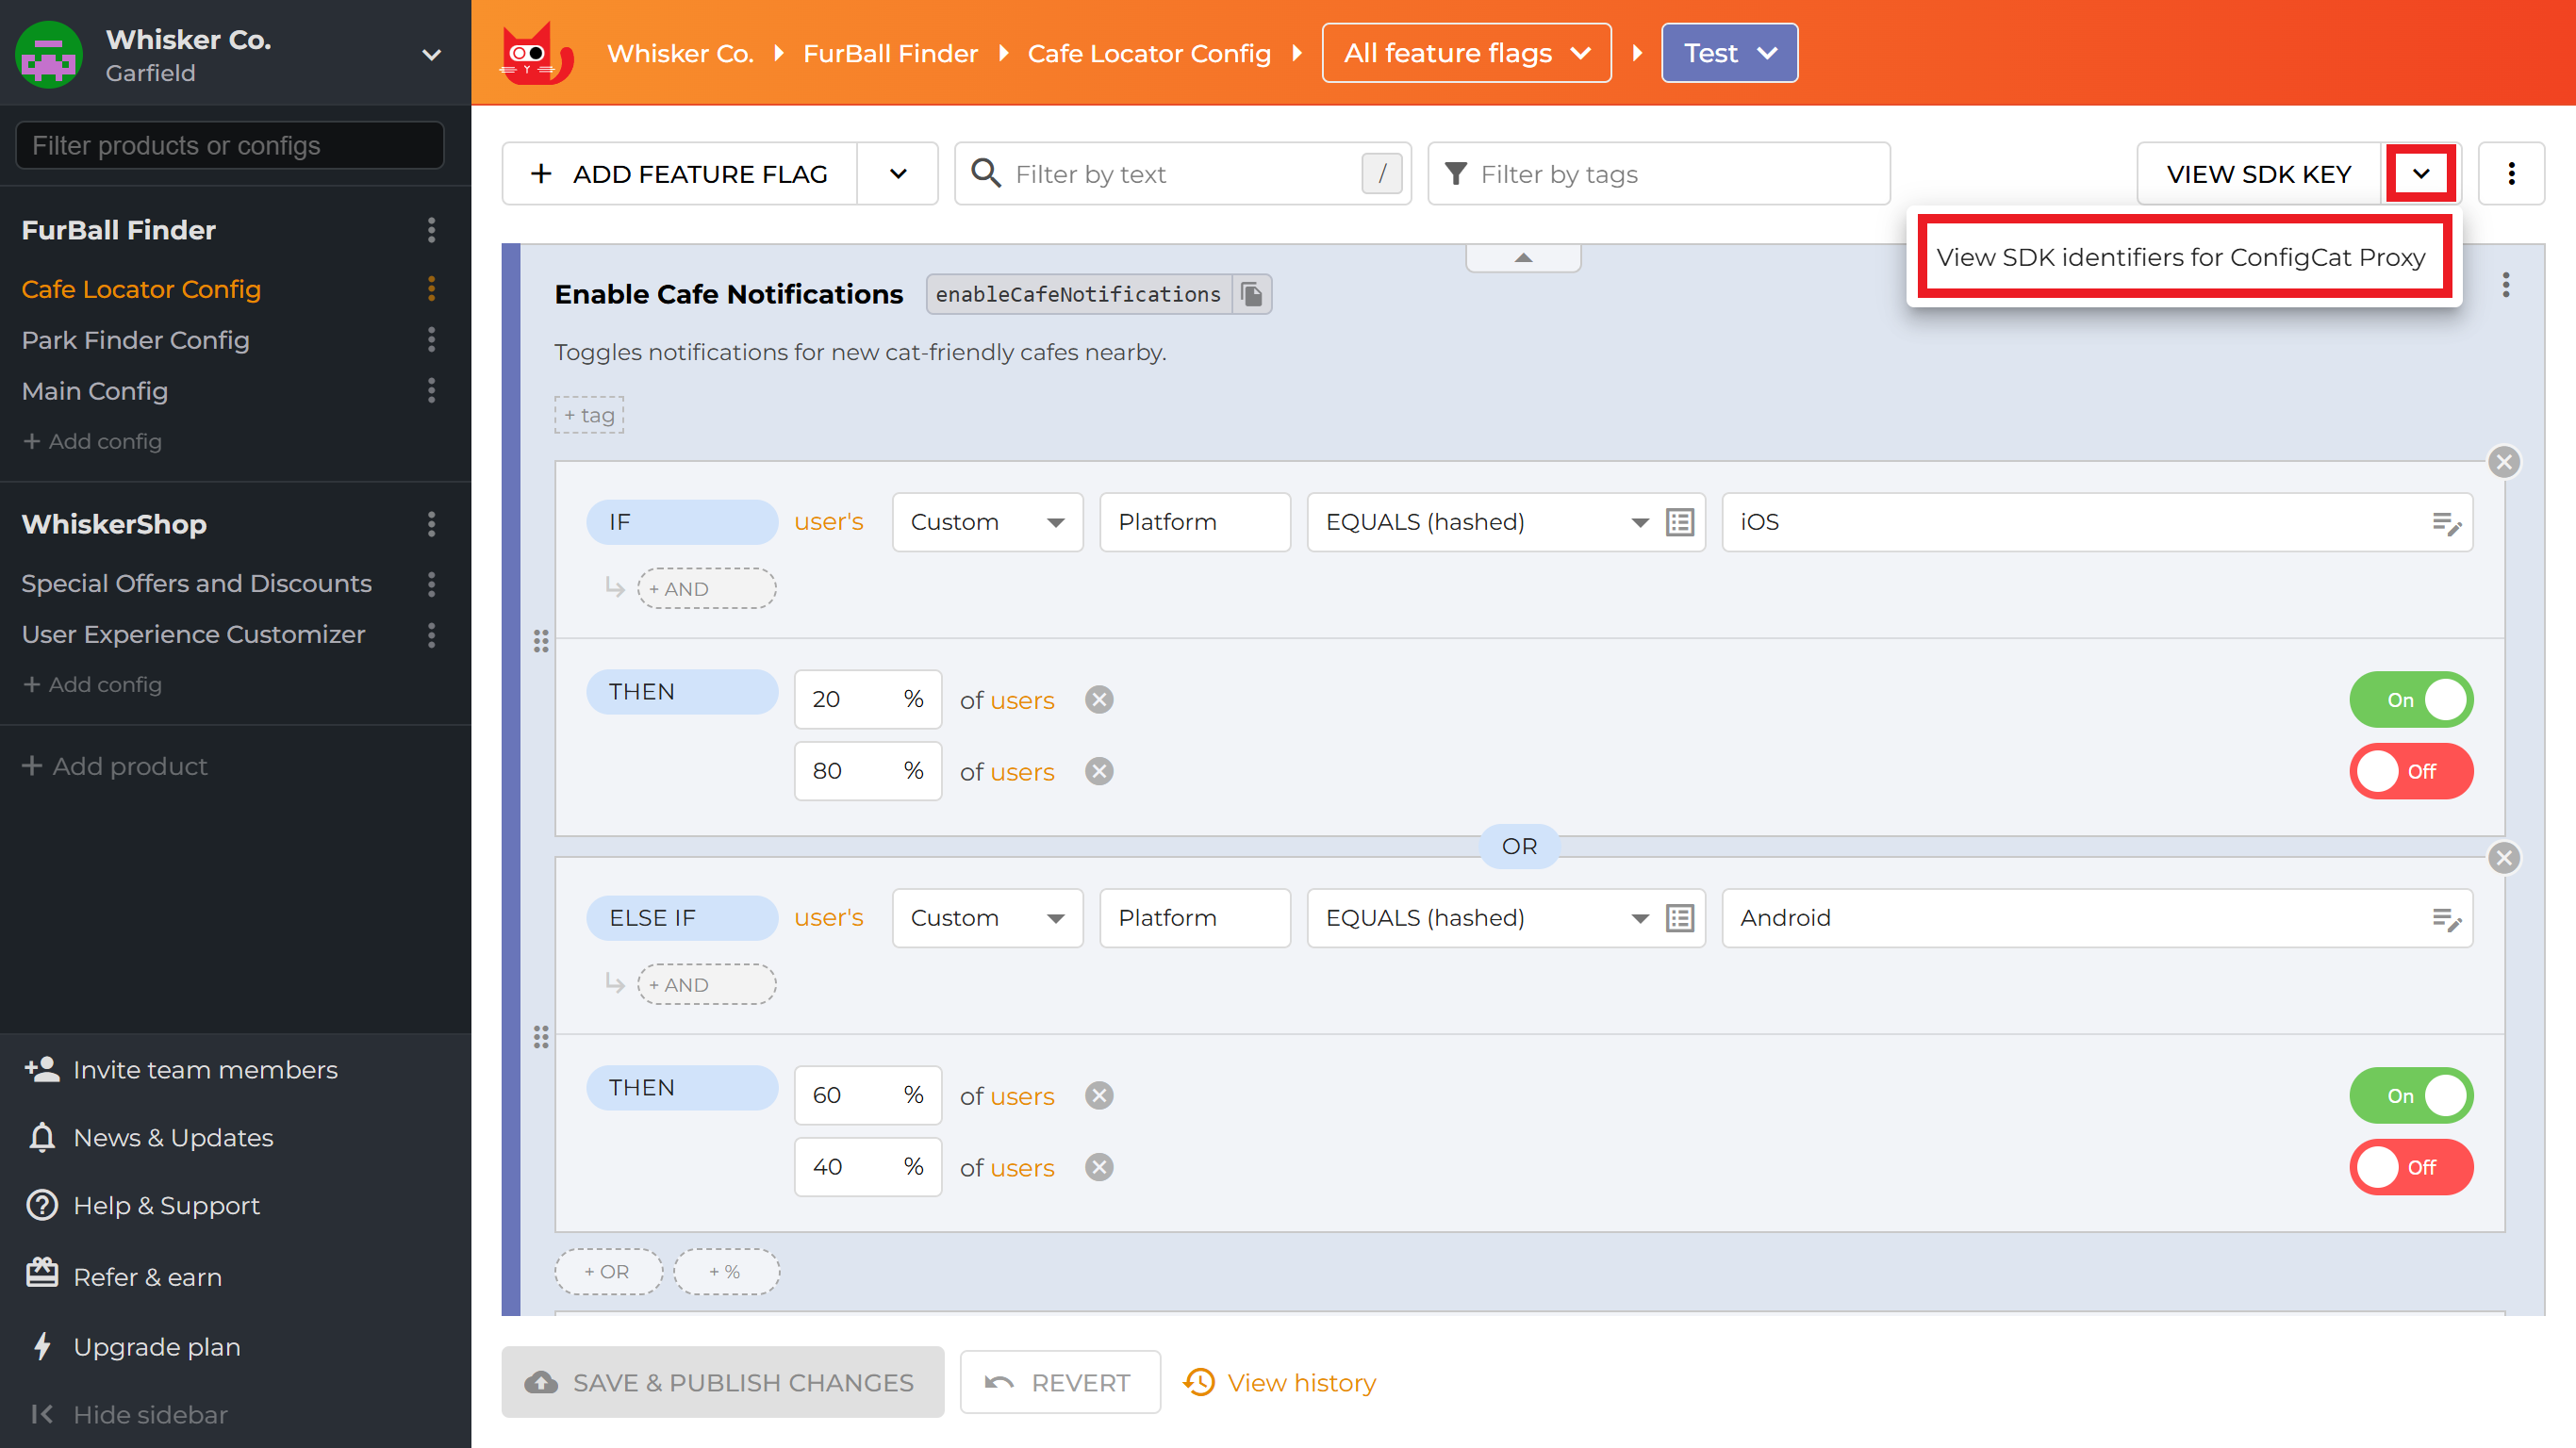 Whisker Co.
Garfield
Filter products or configs
FurBall Finder
Cafe Locator Config
Park Finder Config
Main Config
+ Add config
WhiskerShop
Special Offers and Discounts
User Experience Customizer
+ Add config
+ Add product
Invite team members
News & Updates
Help & Support
Refer & earn
Upgrade plan
Hide sidebar
Whisker Co. FurBall Finder Cafe Locator Config All feature flags Test
+ ADD FEATURE FLAG Filter by text / Filter by tags VIEW SDK KEY
View SDK identifiers for ConfigCat Proxy
Enable Cafe Notifications enableCafeNotifications
Toggles notifications for new cat-friendly cafes nearby.
+ tag
IF user's Custom Platform EQUALS (hashed) iOS
+ AND
THEN 20 % of users On
80 % of users Off
OR
ELSE IF user's Custom Platform EQUALS (hashed) Android
+ AND
THEN 60 % of users On
40 % of users Off
+ OR + %
SAVE & PUBLISH CHANGES REVERT View history